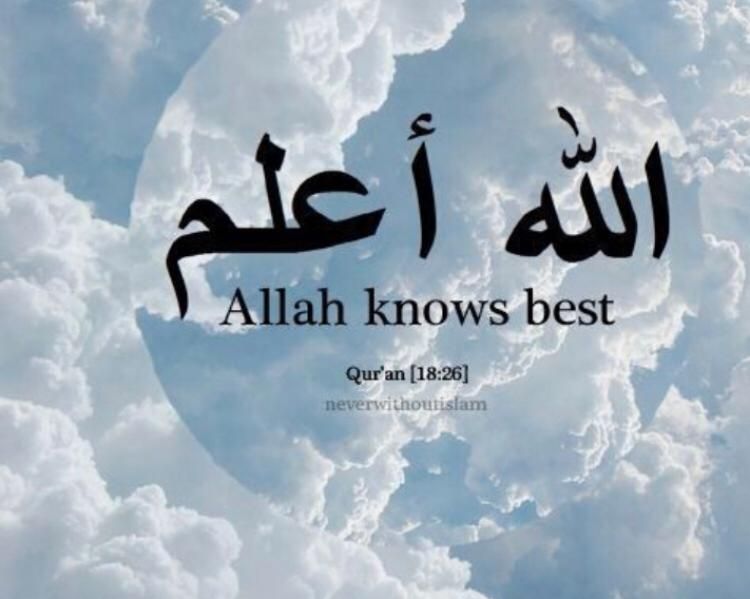 الله أعلم
Allah knows best
Qur'an [18:26]
neverwithoutislam